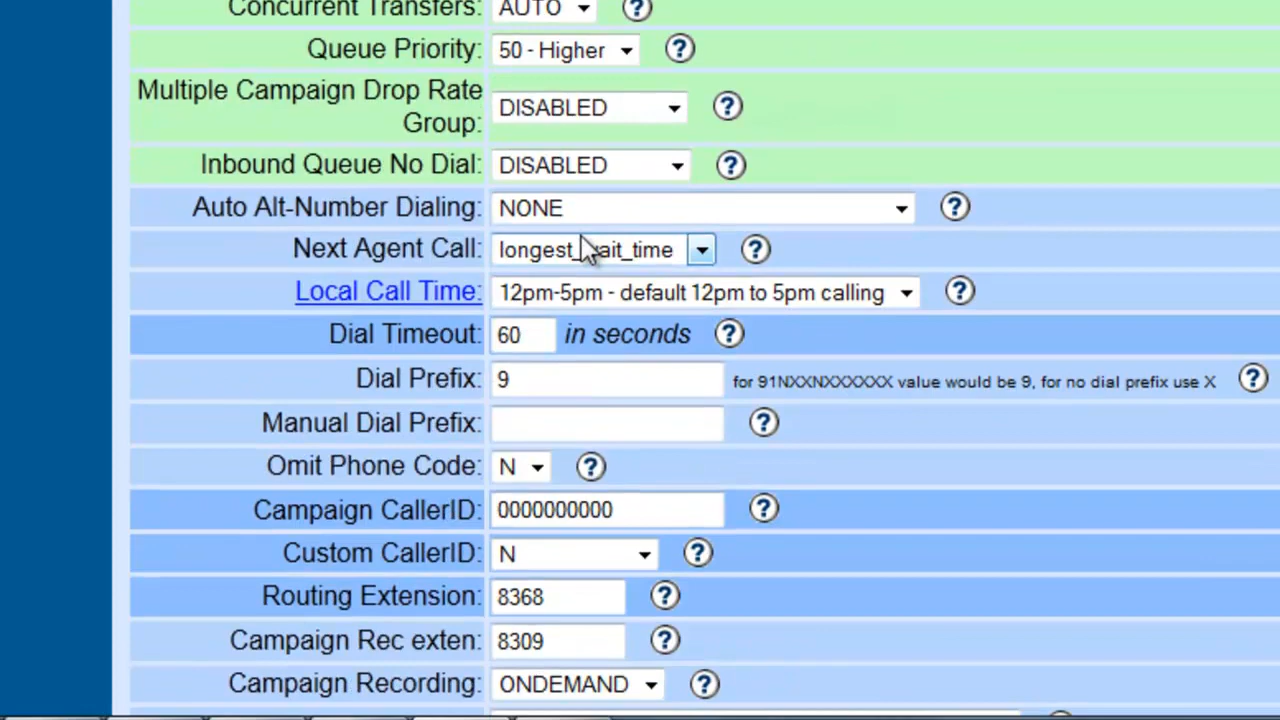 Concurrent Transfers: AUTO ?
Queue Priority: 50 - Higher ?
Multiple Campaign Drop Rate
Group: DISABLED ?
Inbound Queue No Dial: DISABLED ?
Auto Alt-Number Dialing: NONE ?
Next Agent Call: longest_wait_time ?
Local Call Time: 12pm-5pm - default 12pm to 5pm calling ?
Dial Timeout: 60 in seconds ?
Dial Prefix: 9 for 91NXXNXXXXXX value would be 9, for no dial prefix use X ?
Manual Dial Prefix: ?
Omit Phone Code: N ?
Campaign CallerID: 0000000000 ?
Custom CallerID: N ?
Routing Extension: 8368 ?
Campaign Rec exten: 8309 ?
Campaign Recording: ONDEMAND ?